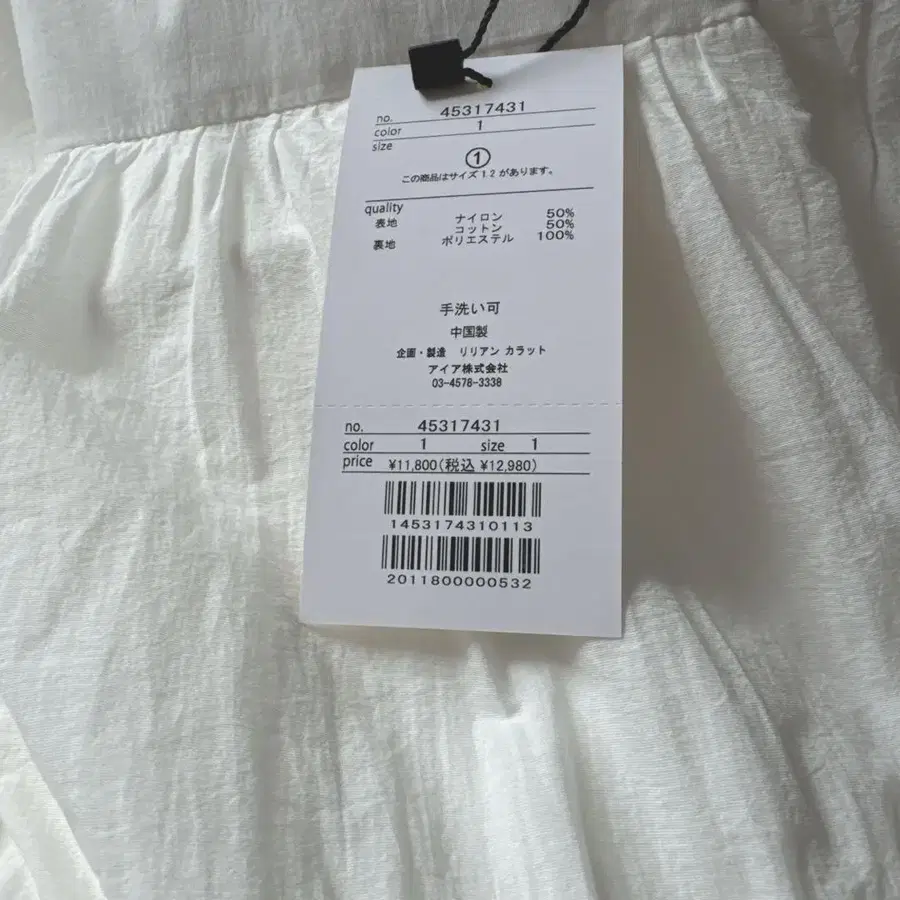 no. 45317431
color 1
size
①
この商品はサイズ 1.2 があります。
quality
表地 ナイロン 50%
コットン 50%
裏地 ポリエステル 100%
手洗い可
中国製
企画・製造 リリアン カラット
アイア株式会社
03-4578-3338
no. 45317431
color 1 size 1
price ¥11,800(税込 ¥12,980)
1453174310113
2011800000532